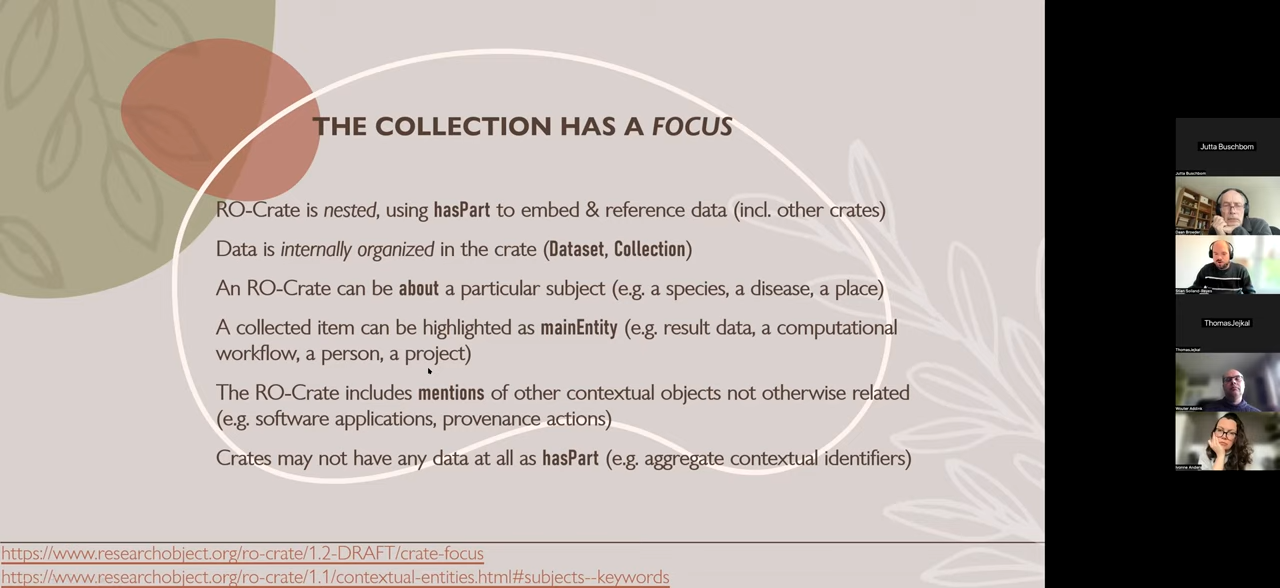 THE COLLECTION HAS A FOCUS
RO-Crate is nested, using hasPart to embed & reference data (incl. other crates)
Data is internally organized in the crate (Dataset, Collection)
An RO-Crate can be about a particular subject (e.g. a species, a disease, a place)
A collected item can be highlighted as mainEntity (e.g. result data, a computational
workflow, a person, a project)
The RO-Crate includes mentions of other contextual objects not otherwise related
(e.g. software applications, provenance actions)
Crates may not have any data at all as hasPart (e.g. aggregate contextual identifiers)
https://www.researchobject.org/ro-crate/1.2-DRAFT/crate-focus
https://www.researchobject.org/ro-crate/1.1/contextual-entities.html#subjects--keywords
Jutta Buschbom
Jutta Buschbom
ThomasJejkal
ThomasJejkal
Wouter Addink